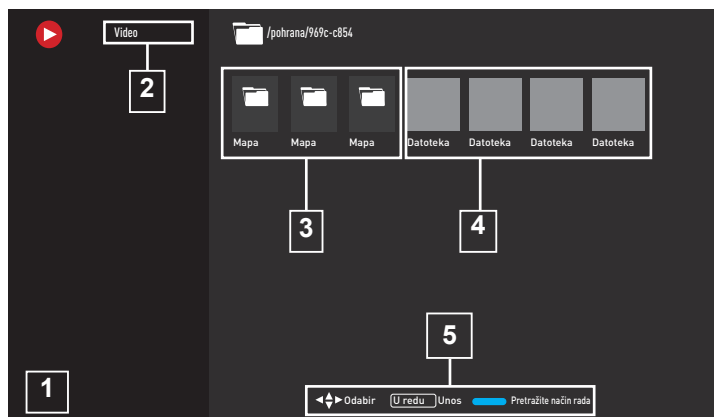 Video
/pohrana/969c-c854
2
Mapa Mapa Mapa Datoteka Datoteka Datoteka Datoteka
3
4
5
1
Odabir U redu Unos Pretražite način rada